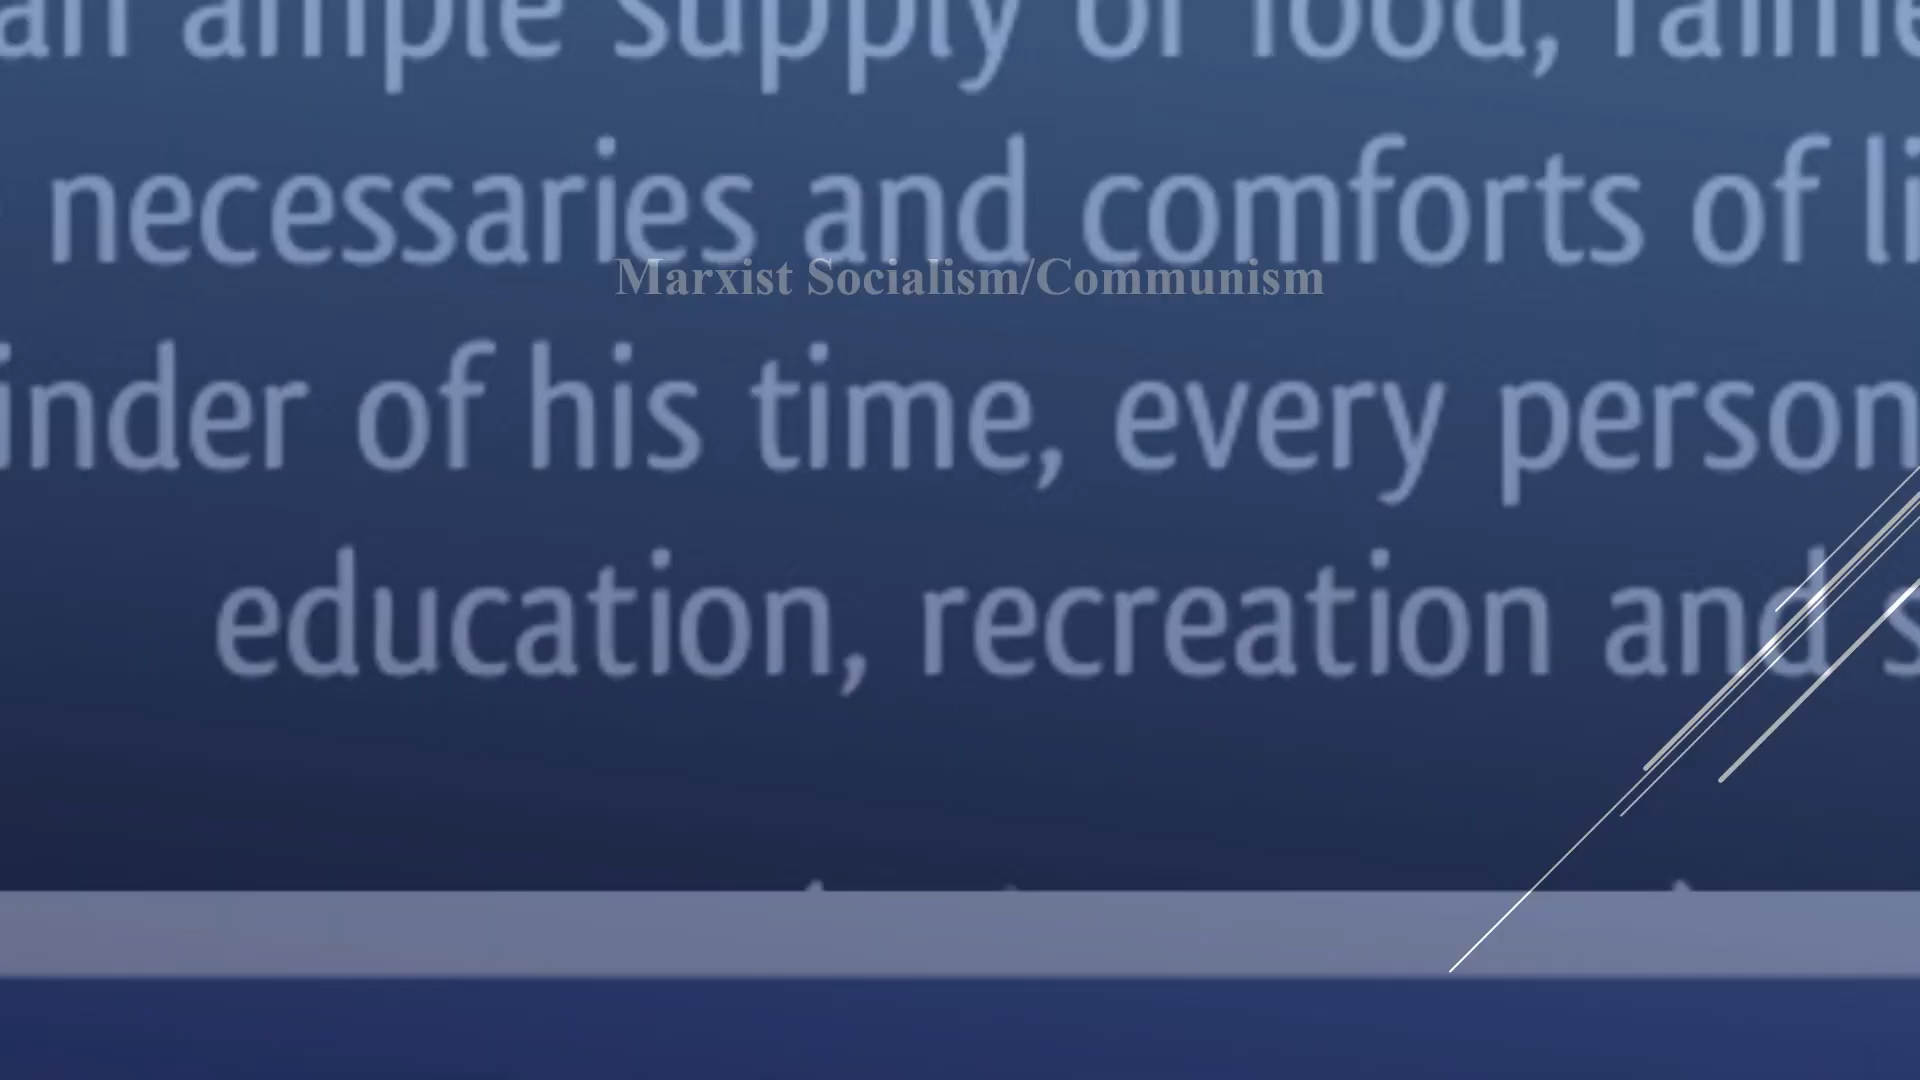 an ample supply of food,
necessaries and comforts of
Marxist Socialism/Communism
of his time, every person
education, recreation and